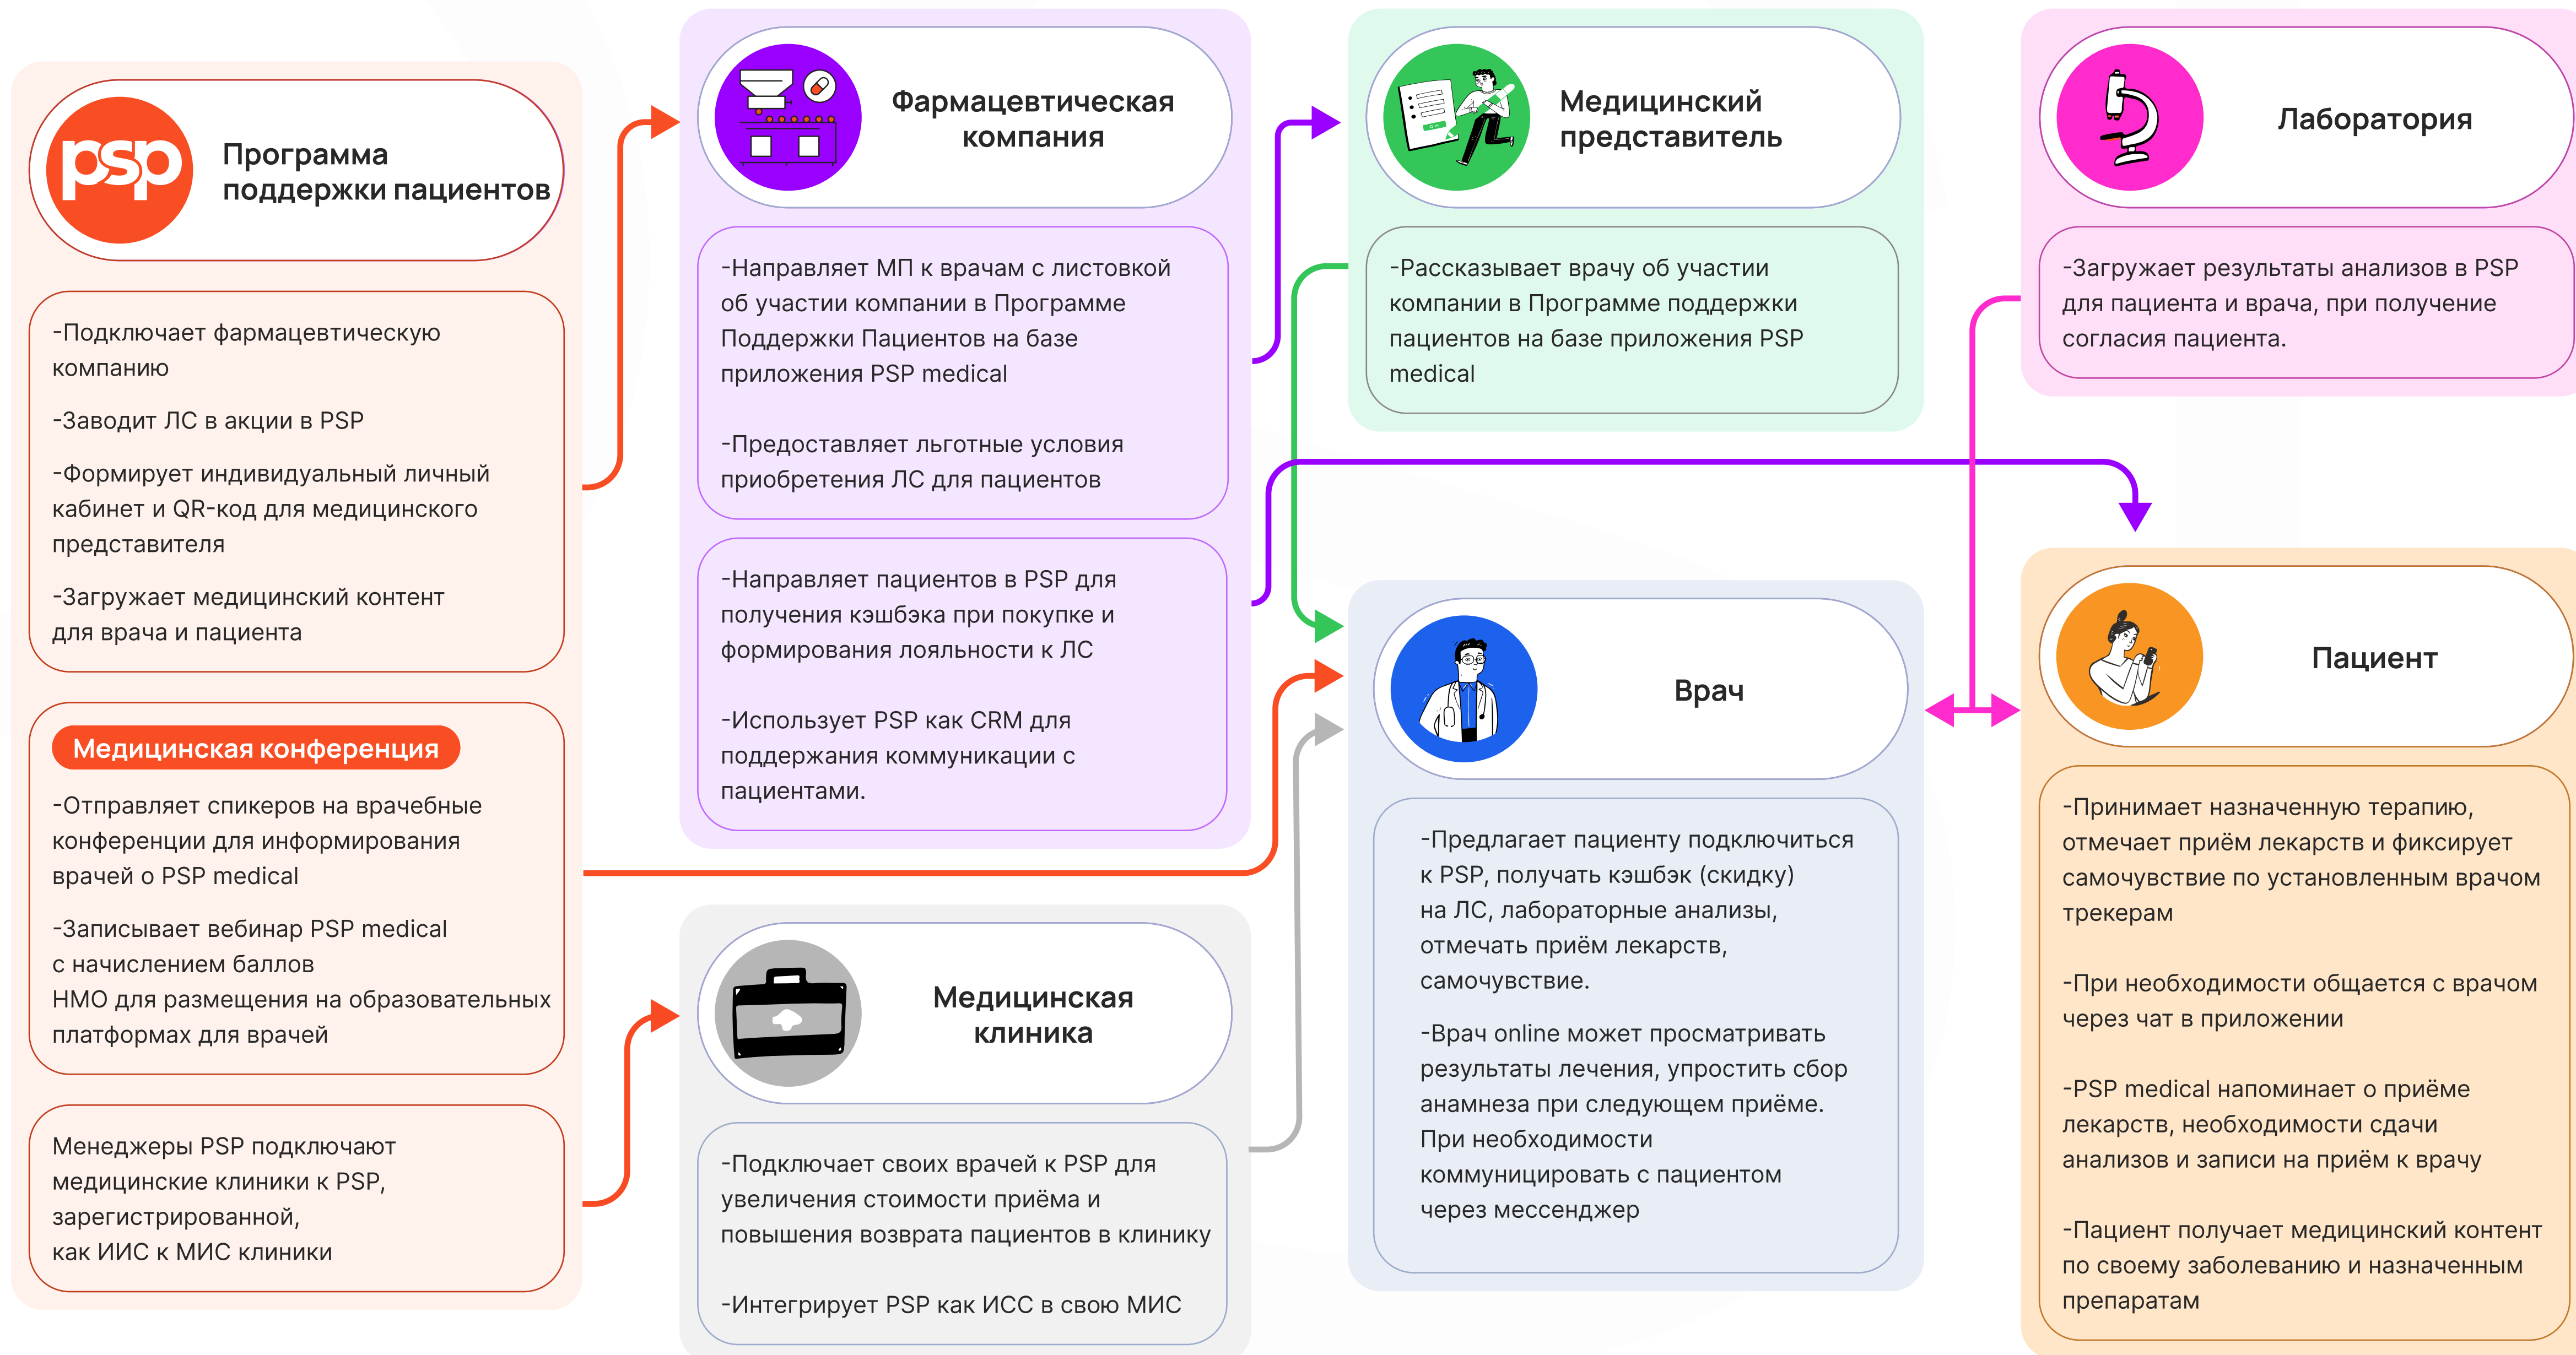 psp
Программа
поддержки пациентов
-Подключает фармацевтическую
компанию
-Заводит ЛС в акции в PSP
-Формирует индивидуальный личный
кабинет и QR-код для медицинского
представителя
-Загружает медицинский контент
для врача и пациента
Медицинская конференция
-Отправляет спикеров на врачебные
конференции для информирования
врачей о PSP medical
-Записывает вебинар PSP medical
с начислением баллов
НМО для размещения на образовательных
платформах для врачей
Менеджеры PSP подключают
медицинские клиники к PSP,
зарегистрированной,
как ИИС к МИС клиники
Фармацевтическая
компания
-Направляет МП к врачам с листовкой
об участии компании в Программе
Поддержки Пациентов на базе
приложения PSP medical
-Предоставляет льготные условия
приобретения ЛС для пациентов
-Направляет пациентов в PSP для
получения кэшбэка при покупке и
формирования лояльности к ЛС
-Использует PSP как CRM для
поддержания коммуникации с
пациентами.
Медицинская
клиника
-Подключает своих врачей к PSP для
увеличения стоимости приёма и
повышения возврата пациентов в клинику
-Интегрирует PSP как ИСС в свою МИС
Медицинский
представитель
-Рассказывает врачу об участии
компании в Программе поддержки
пациентов на базе приложения PSP
medical
Врач
-Предлагает пациенту подключиться
к PSP, получать кэшбэк (скидку)
на ЛС, лабораторные анализы,
отмечать приём лекарств,
самочувствие.
-Врач online может просматривать
результаты лечения, упростить сбор
анамнеза при следующем приёме.
При необходимости
коммуницировать с пациентом
через мессенджер
Лаборатория
-Загружает результаты анализов в PSP
для пациента и врача, при получение
согласия пациента.
Пациент
-Принимает назначенную терапию,
отмечает приём лекарств и фиксирует
самочувствие по установленным врачом
трекерам
-При необходимости общается с врачом
через чат в приложении
-PSP medical напоминает о приёме
лекарств, необходимости сдачи
анализов и записи на приём к врачу
-Пациент получает медицинский контент
по своему заболеванию и назначенным
препаратам